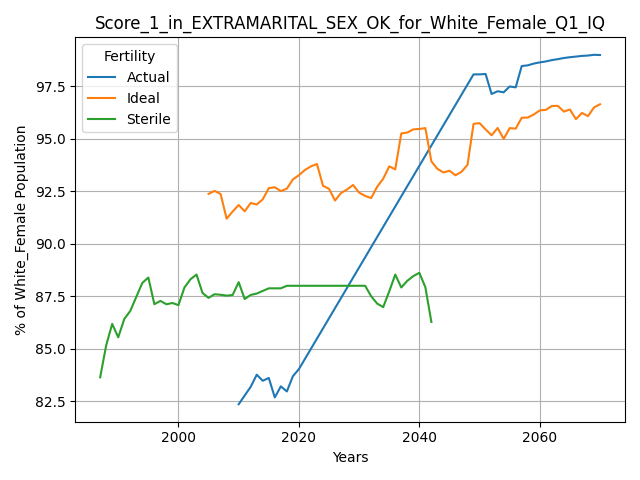 Score_1_in_EXTRAMARITAL_SEX_OK_for_White_Female_Q1_IQ
Fertility
Actual
Ideal
Sterile
% of White_Female Population
97.5
95.0
92.5
90.0
87.5
85.0
82.5
2000
2020
2040
2060
Years